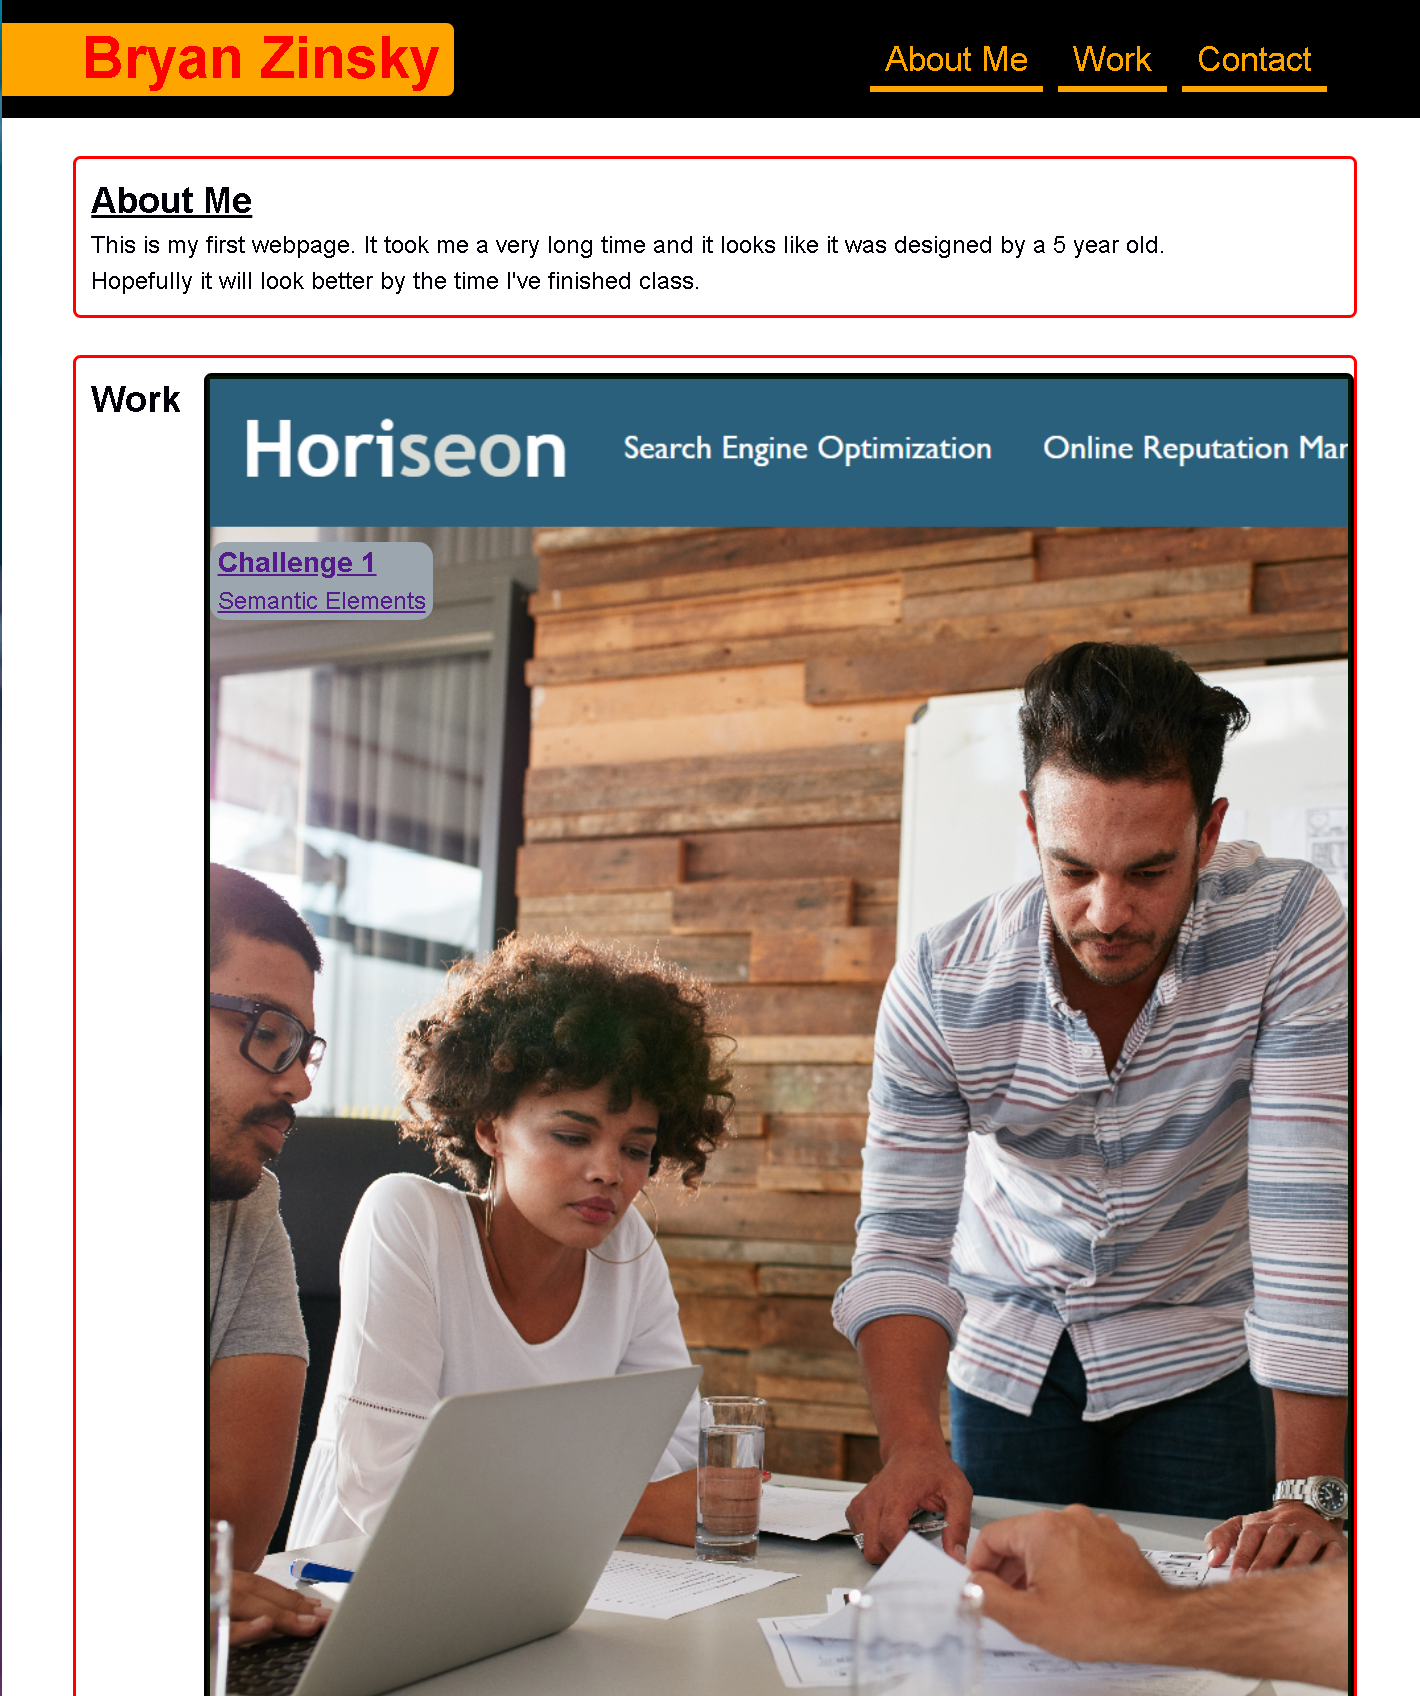 Bryan Zinsky
About Me Work Contact
About Me
This is my first webpage. It took me a very long time and it looks like it was designed by a 5 year old.
Hopefully it will look better by the time I've finished class.
Work
Horiseon Search Engine Optimization Online Reputation Mar
Challenge 1
Semantic Elements